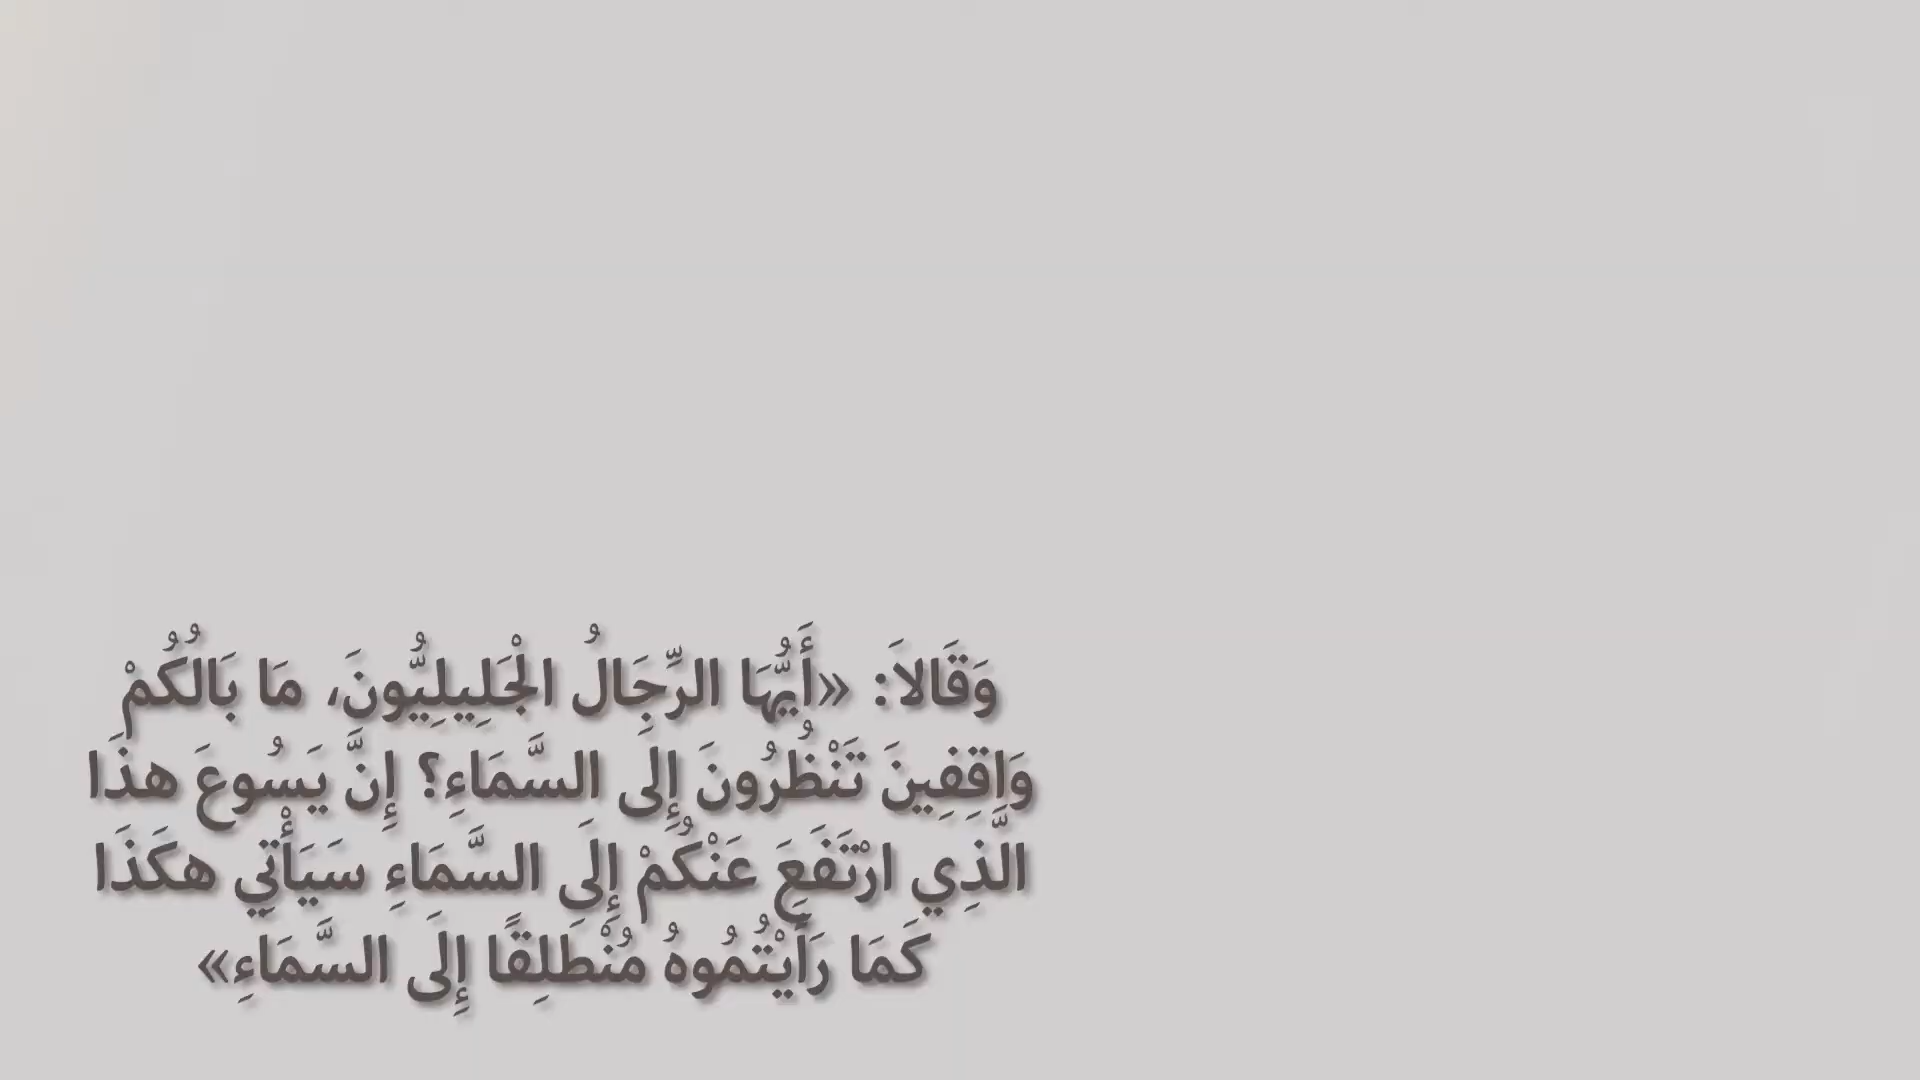 وَقَالاَ: «أَيُّهَا الرِّجَالُ الْجَلِيلِيُّونَ، مَا بَالُكُمْ
وَاقِفِينَ تَنْظُرُونَ إِلَى السَّمَاءِ؟ إِنَّ يَسُوعَ هذَا
الَّذِي ارْتَفَعَ عَنْكُمْ إِلَى السَّمَاءِ سَيَأْتِي هكَذَا
كَمَا رَأَيْتُمُوهُ مُنْطَلِقًا إِلَى السَّمَاءِ»